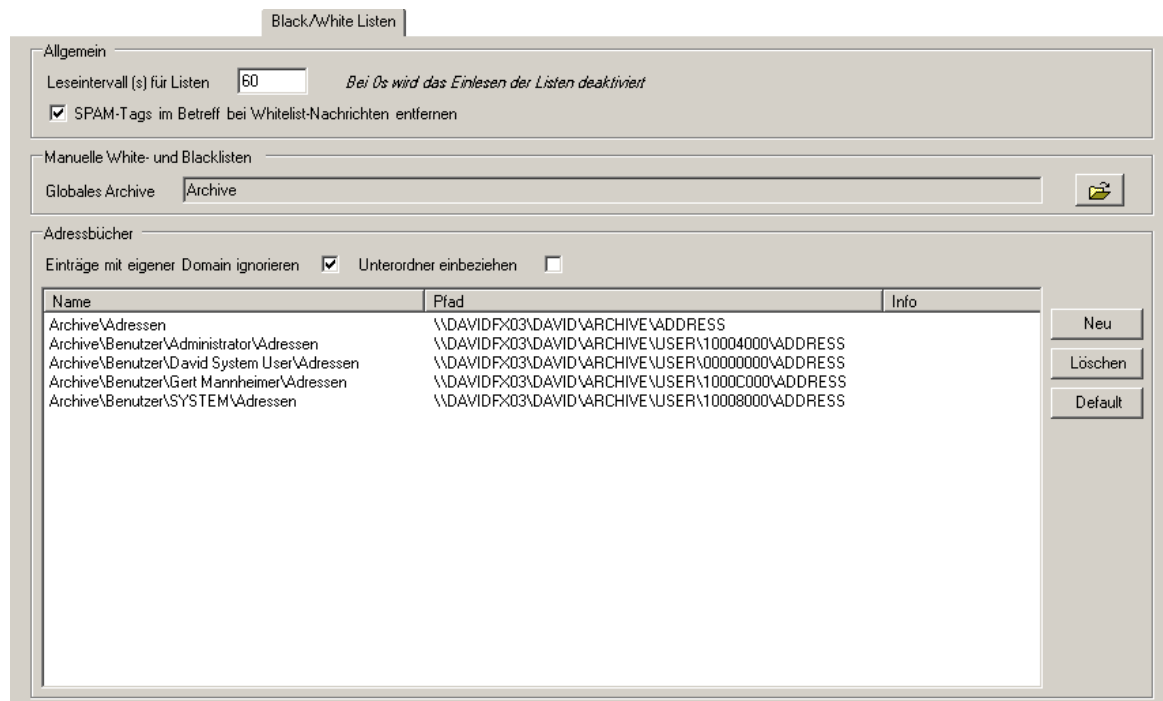 Black/White Listen
Allgemein
Leseintervall (s) für Listen 60 Bei 0s wird das Einlesen der Listen deaktiviert
SPAM-Tags im Betreff bei Whitelist-Nachrichten entfernen
Manuelle White- und Blacklisten
Globales Archive Archive
Adressbücher
Einträge mit eigener Domain ignorieren Unterordner einbeziehen
Name Pfad Info
Archive\Adressen \\DAVIDFX03\DAVID\ARCHIVE\ADDRESS
Archive\Benutzer\Administrator\Adressen \\DAVIDFX03\DAVID\ARCHIVE\USER\10004000\ADDRESS
Archive\Benutzer\David System User\Adressen \\DAVIDFX03\DAVID\ARCHIVE\USER\00000000\ADDRESS
Archive\Benutzer\Gert Mannheimer\Adressen \\DAVIDFX03\DAVID\ARCHIVE\USER\1000C000\ADDRESS
Archive\Benutzer\SYSTEM\Adressen \\DAVIDFX03\DAVID\ARCHIVE\USER\10008000\ADDRESS
Neu
Löschen
Default